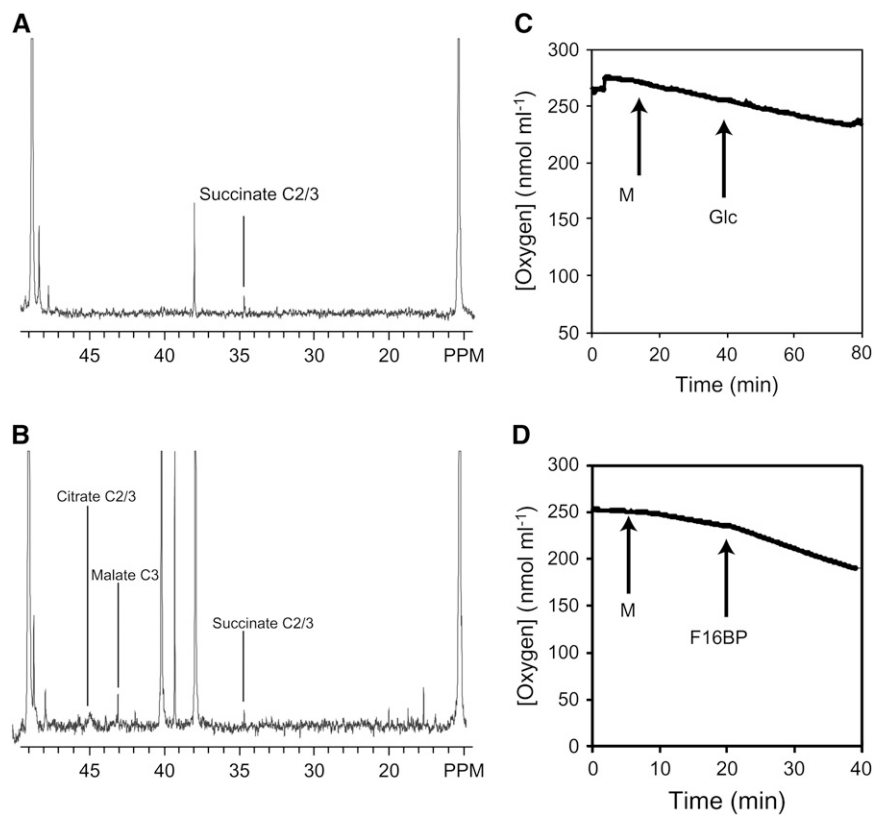 A
Succinate C2/3
45 40 35 30 20 PPM
B
Citrate C2/3
Malate C3
Succinate C2/3
45 40 35 30 20 PPM
C
[Oxygen] (nmol ml-1)
300
250
200
150
100
50
M
Glc
0 20 40 60 80
Time (min)
D
[Oxygen] (nmol ml-1)
300
250
200
150
100
50
0
M
F16BP
0 10 20 30 40
Time (min)